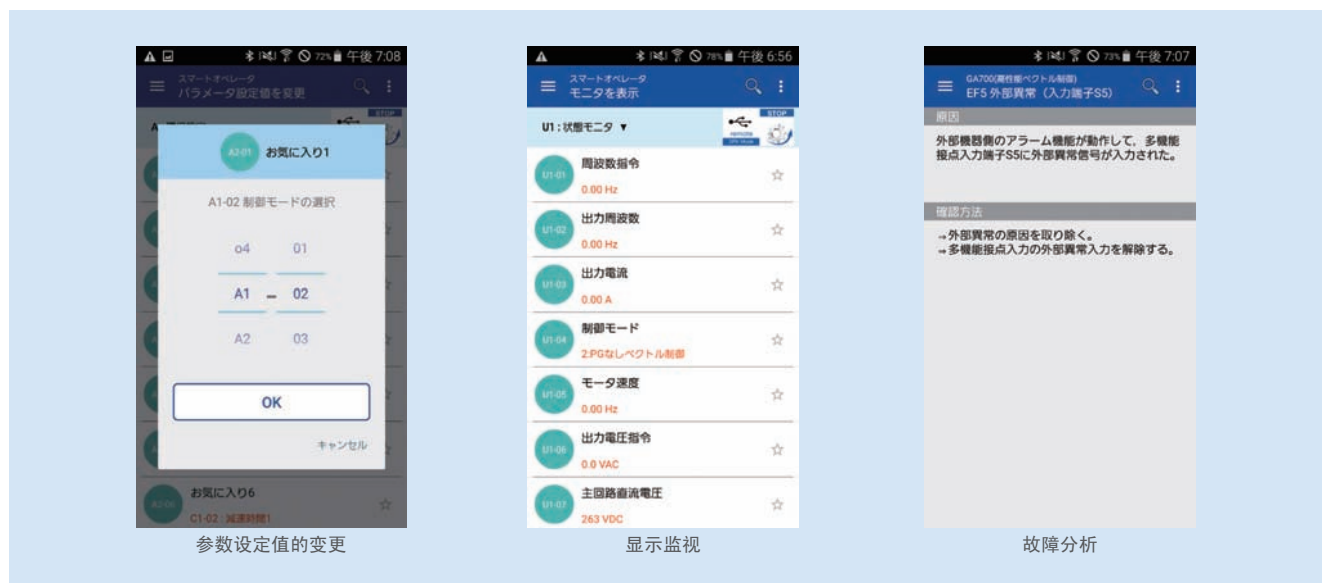 72% 午後 7:08
スマートオペレータ
パラメータ設定値を変更
STOP
A2-01 お気に入り1
A1-02 制御モードの選択
o4 01
A1 – 02
A2 03
OK
キャンセル
A2-06 お気に入り6
C1-02 : 減速時間1
参数设定值的变更
78% 午後 6:56
スマートオペレータ
モニタを表示
U1 : 状態モニタ ▼
remote
STOP
U1-01 周波数指令
0.00 Hz
U1-02 出力周波数
0.00 Hz
U1-03 出力電流
0.00 A
U1-04 制御モード
2:PGなしベクトル制御
U1-05 モータ速度
0.00 Hz
U1-06 出力電圧指令
0.0 VAC
U1-07 主回路直流電圧
263 VDC
显示监视
73% 午後 7:07
GA700(高性能ベクトル制御)
EF5 外部異常（入力端子S5）
原因
外部機器側のアラーム機能が動作して，多機能
接点入力端子S5に外部異常信号が入力された。
確認方法
→外部異常の原因を取り除く。
→多機能接点入力の外部異常入力を解除する。
故障分析